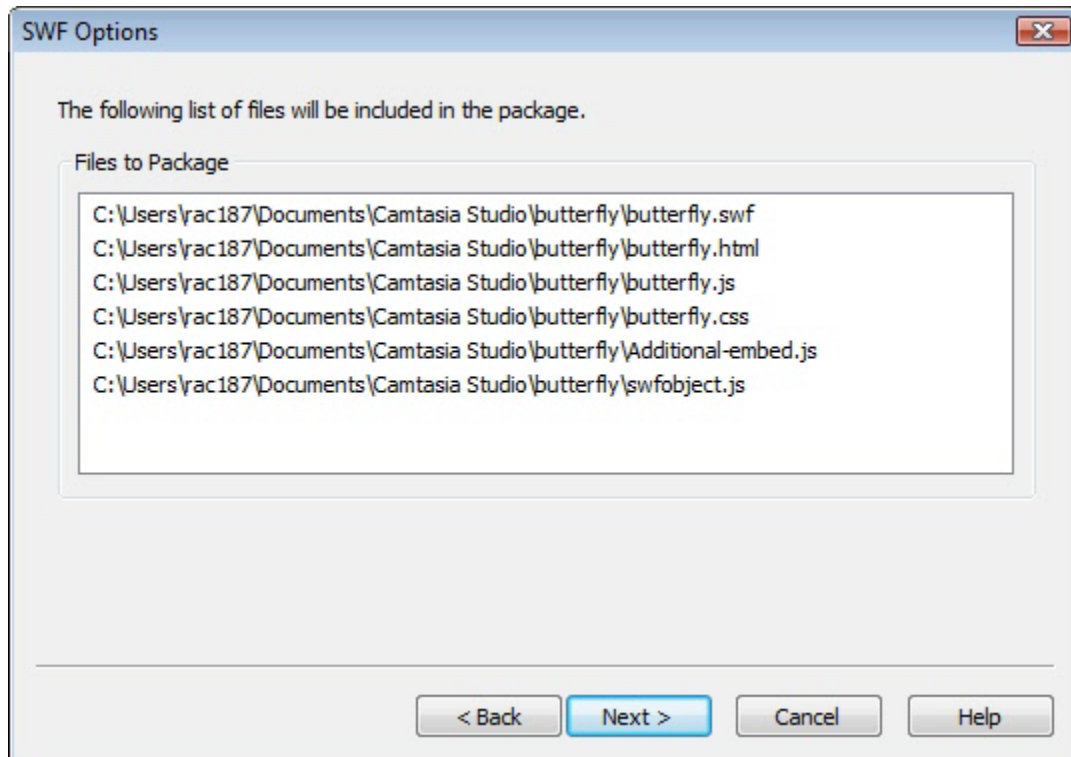 SWF Options
The following list of files will be included in the package.
Files to Package
C:\Users\rac187\Documents\Camtasia Studio\butterfly\butterfly.swf
C:\Users\rac187\Documents\Camtasia Studio\butterfly\butterfly.html
C:\Users\rac187\Documents\Camtasia Studio\butterfly\butterfly.js
C:\Users\rac187\Documents\Camtasia Studio\butterfly\butterfly.css
C:\Users\rac187\Documents\Camtasia Studio\butterfly\Additional-embed.js
C:\Users\rac187\Documents\Camtasia Studio\butterfly\swfobject.js
< Back Next > Cancel Help